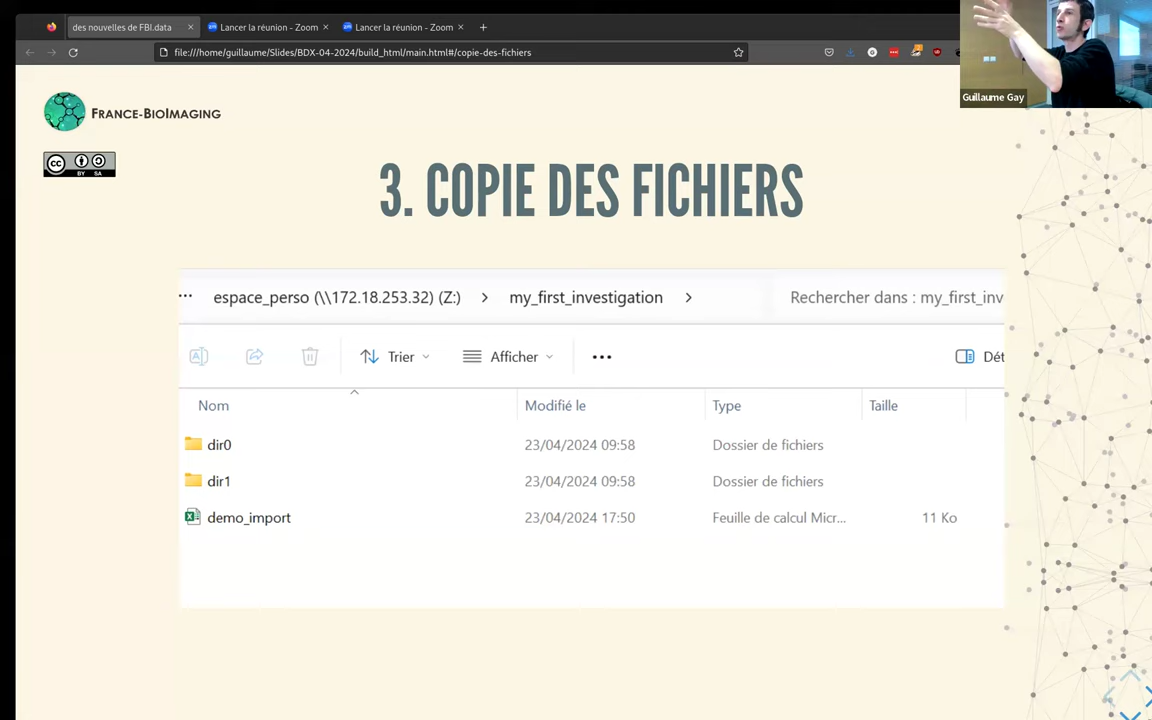 des nouvelles de FBI.data
Lancer la réunion - Zoom
Lancer la réunion - Zoom
file:///home/guillaume/Slides/BDX-04-2024/build_html/main.html#/copie-des-fichiers
Guillaume Gay
FRANCE-BIOIMAGING
CC BY SA
3. COPIE DES FICHIERS
espace_perso (\\172.18.253.32) (Z:) > my_first_investigation >
Rechercher dans : my_first_inv
Trier
Afficher
Dét
Nom Modifié le Type Taille
dir0 23/04/2024 09:58 Dossier de fichiers
dir1 23/04/2024 09:58 Dossier de fichiers
demo_import 23/04/2024 17:50 Feuille de calcul Micr... 11 Ko